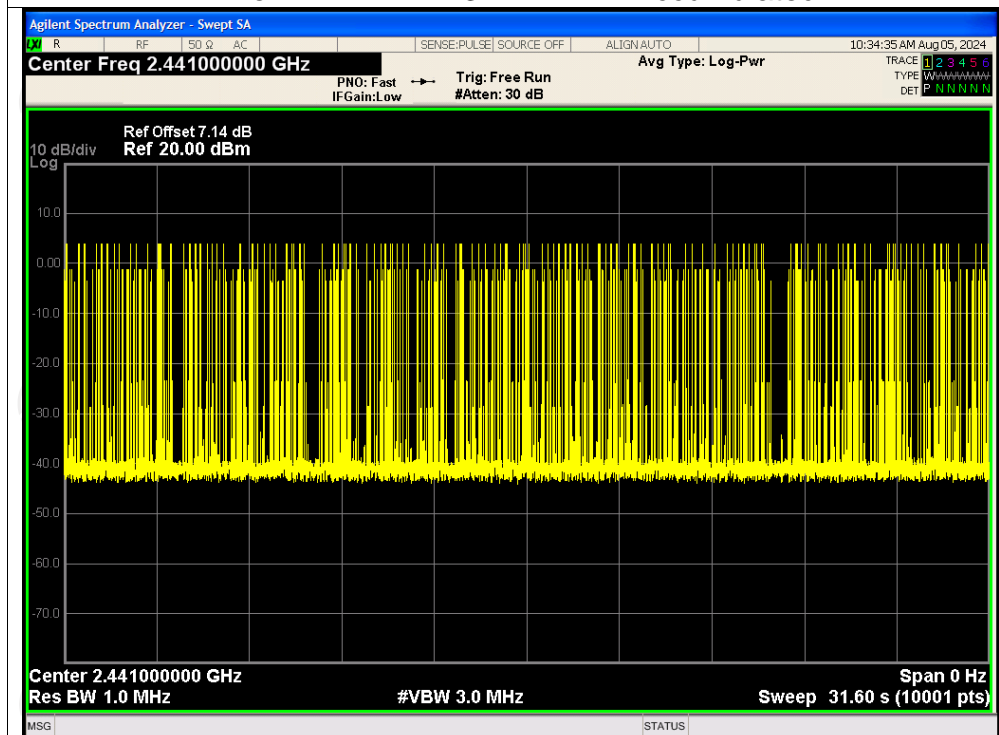 Agilent Spectrum Analyzer - Swept SA
LXI R RF 50 Ω AC SENSE:PULSE SOURCE OFF ALIGN AUTO 10:34:35 AM Aug 05, 2024
Center Freq 2.441000000 GHz Avg Type: Log-Pwr TRACE 1 2 3 4 5 6
PNO: Fast Trig: Free Run TYPE W
IFGain:Low #Atten: 30 dB DET P N N N N N
Ref Offset 7.14 dB
10 dB/div Ref 20.00 dBm
Log
10.0
0.00
-10.0
-20.0
-30.0
-40.0
-50.0
-60.0
-70.0
Center 2.441000000 GHz Span 0 Hz
Res BW 1.0 MHz #VBW 3.0 MHz Sweep 31.60 s (10001 pts)
MSG STATUS